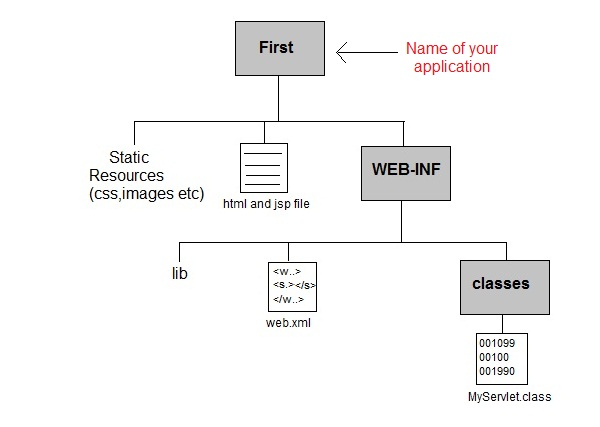 First
Name of your
application
Static
Resources
(css,images etc)
html and jsp file
WEB-INF
lib
<w..>
<s.></s>
</w..>
web.xml
classes
001099
00100
001990
MyServlet.class